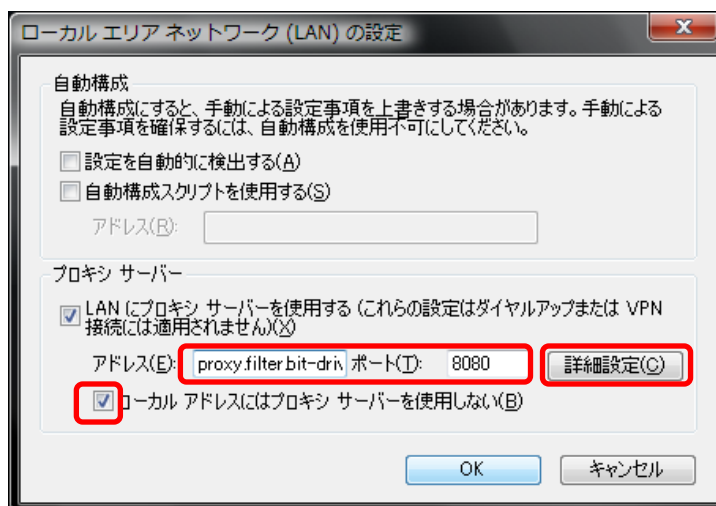 ローカル エリア ネットワーク (LAN) の設定
自動構成
自動構成にすると、手動による設定事項を上書きする場合があります。手動による
設定事項を確保するには、自動構成を使用不可にしてください。
設定を自動的に検出する(A)
自動構成スクリプトを使用する(S)
アドレス(R):
プロキシ サーバー
LAN にプロキシ サーバーを使用する (これらの設定はダイヤルアップまたは VPN
接続には適用されません)(X)
アドレス(E): proxy.filter.bit-driv ポート(T): 8080 詳細設定(C)
ローカル アドレスにはプロキシ サーバーを使用しない(B)
OK キャンセル